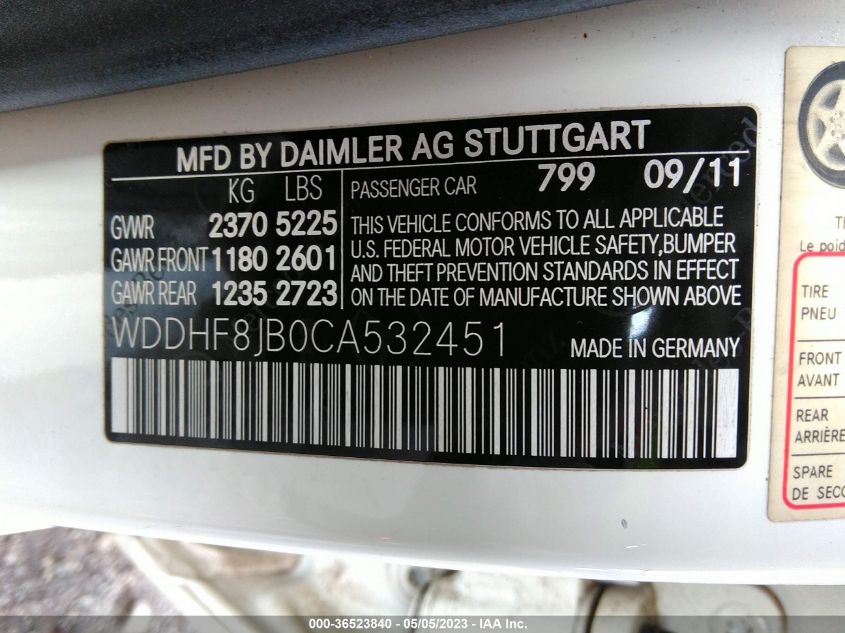 MFD BY DAIMLER AG STUTTGART
KG LBS
GVWR 2370 5225
GAWR FRONT 1180 2601
GAWR REAR 1235 2723
PASSENGER CAR 799 09/11
THIS VEHICLE CONFORMS TO ALL APPLICABLE
U.S. FEDERAL MOTOR VEHICLE SAFETY,BUMPER
AND THEFT PREVENTION STANDARDS IN EFFECT
ON THE DATE OF MANUFACTURE SHOWN ABOVE
WDDHF8JB0CA532451
MADE IN GERMANY
Le poid
TIRE
PNEU
FRONT
AVANT
REAR
ARRIÈRE
SPARE
DE SECO
000-36523840 - 05/05/2023 - IAA Inc.